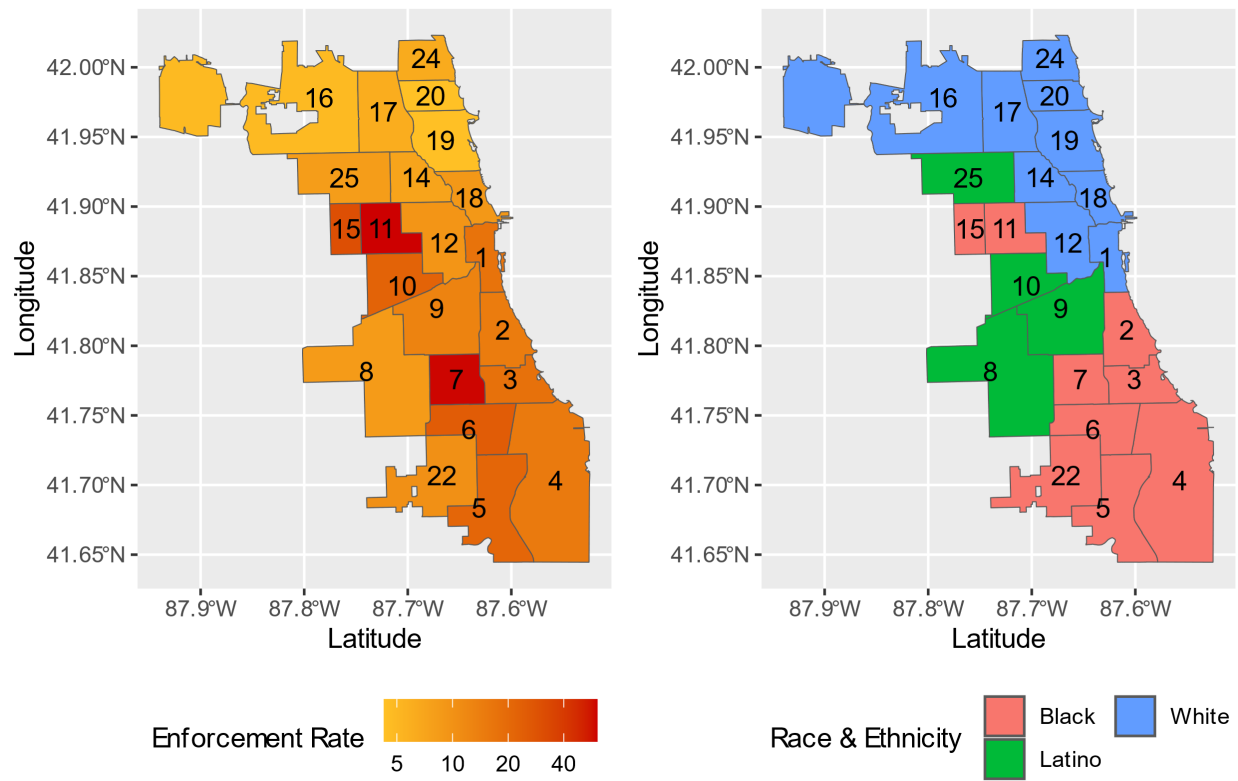 42.00°N
41.95°N
41.90°N
41.85°N
41.80°N
41.75°N
41.70°N
41.65°N
Longitude
24
20
16
17
19
25
14
18
15
11
12
1
10
9
2
8
7
3
6
22
4
5
87.9°W 87.8°W 87.7°W 87.6°W
Latitude
Enforcement Rate
5 10 20 40
42.00°N
41.95°N
41.90°N
41.85°N
41.80°N
41.75°N
41.70°N
41.65°N
Longitude
24
20
16
17
19
25
14
18
15
11
12
1
10
9
2
8
7
3
6
22
4
5
87.9°W 87.8°W 87.7°W 87.6°W
Latitude
Race & Ethnicity
Black White
Latino